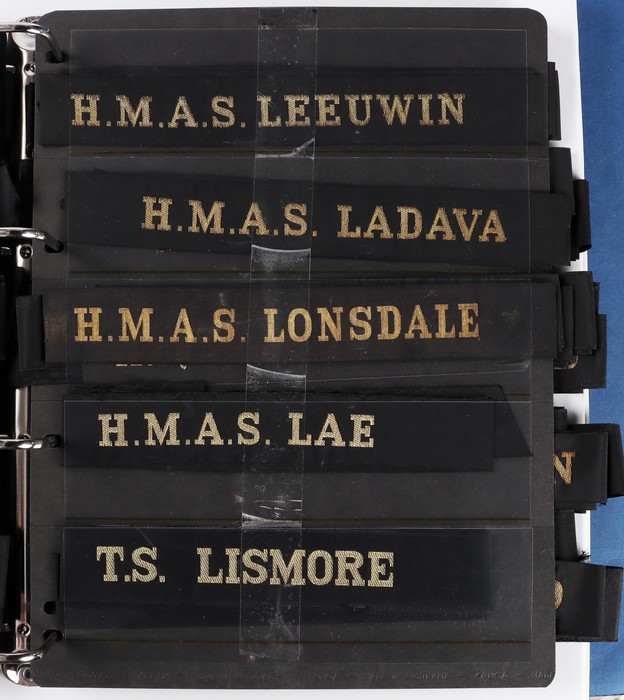 H.M.A.S. LEEUWIN
H.M.A.S. LADAVA
H.M.A.S. LONSDALE
H.M.A.S. LAE
N
T.S. LISMORE